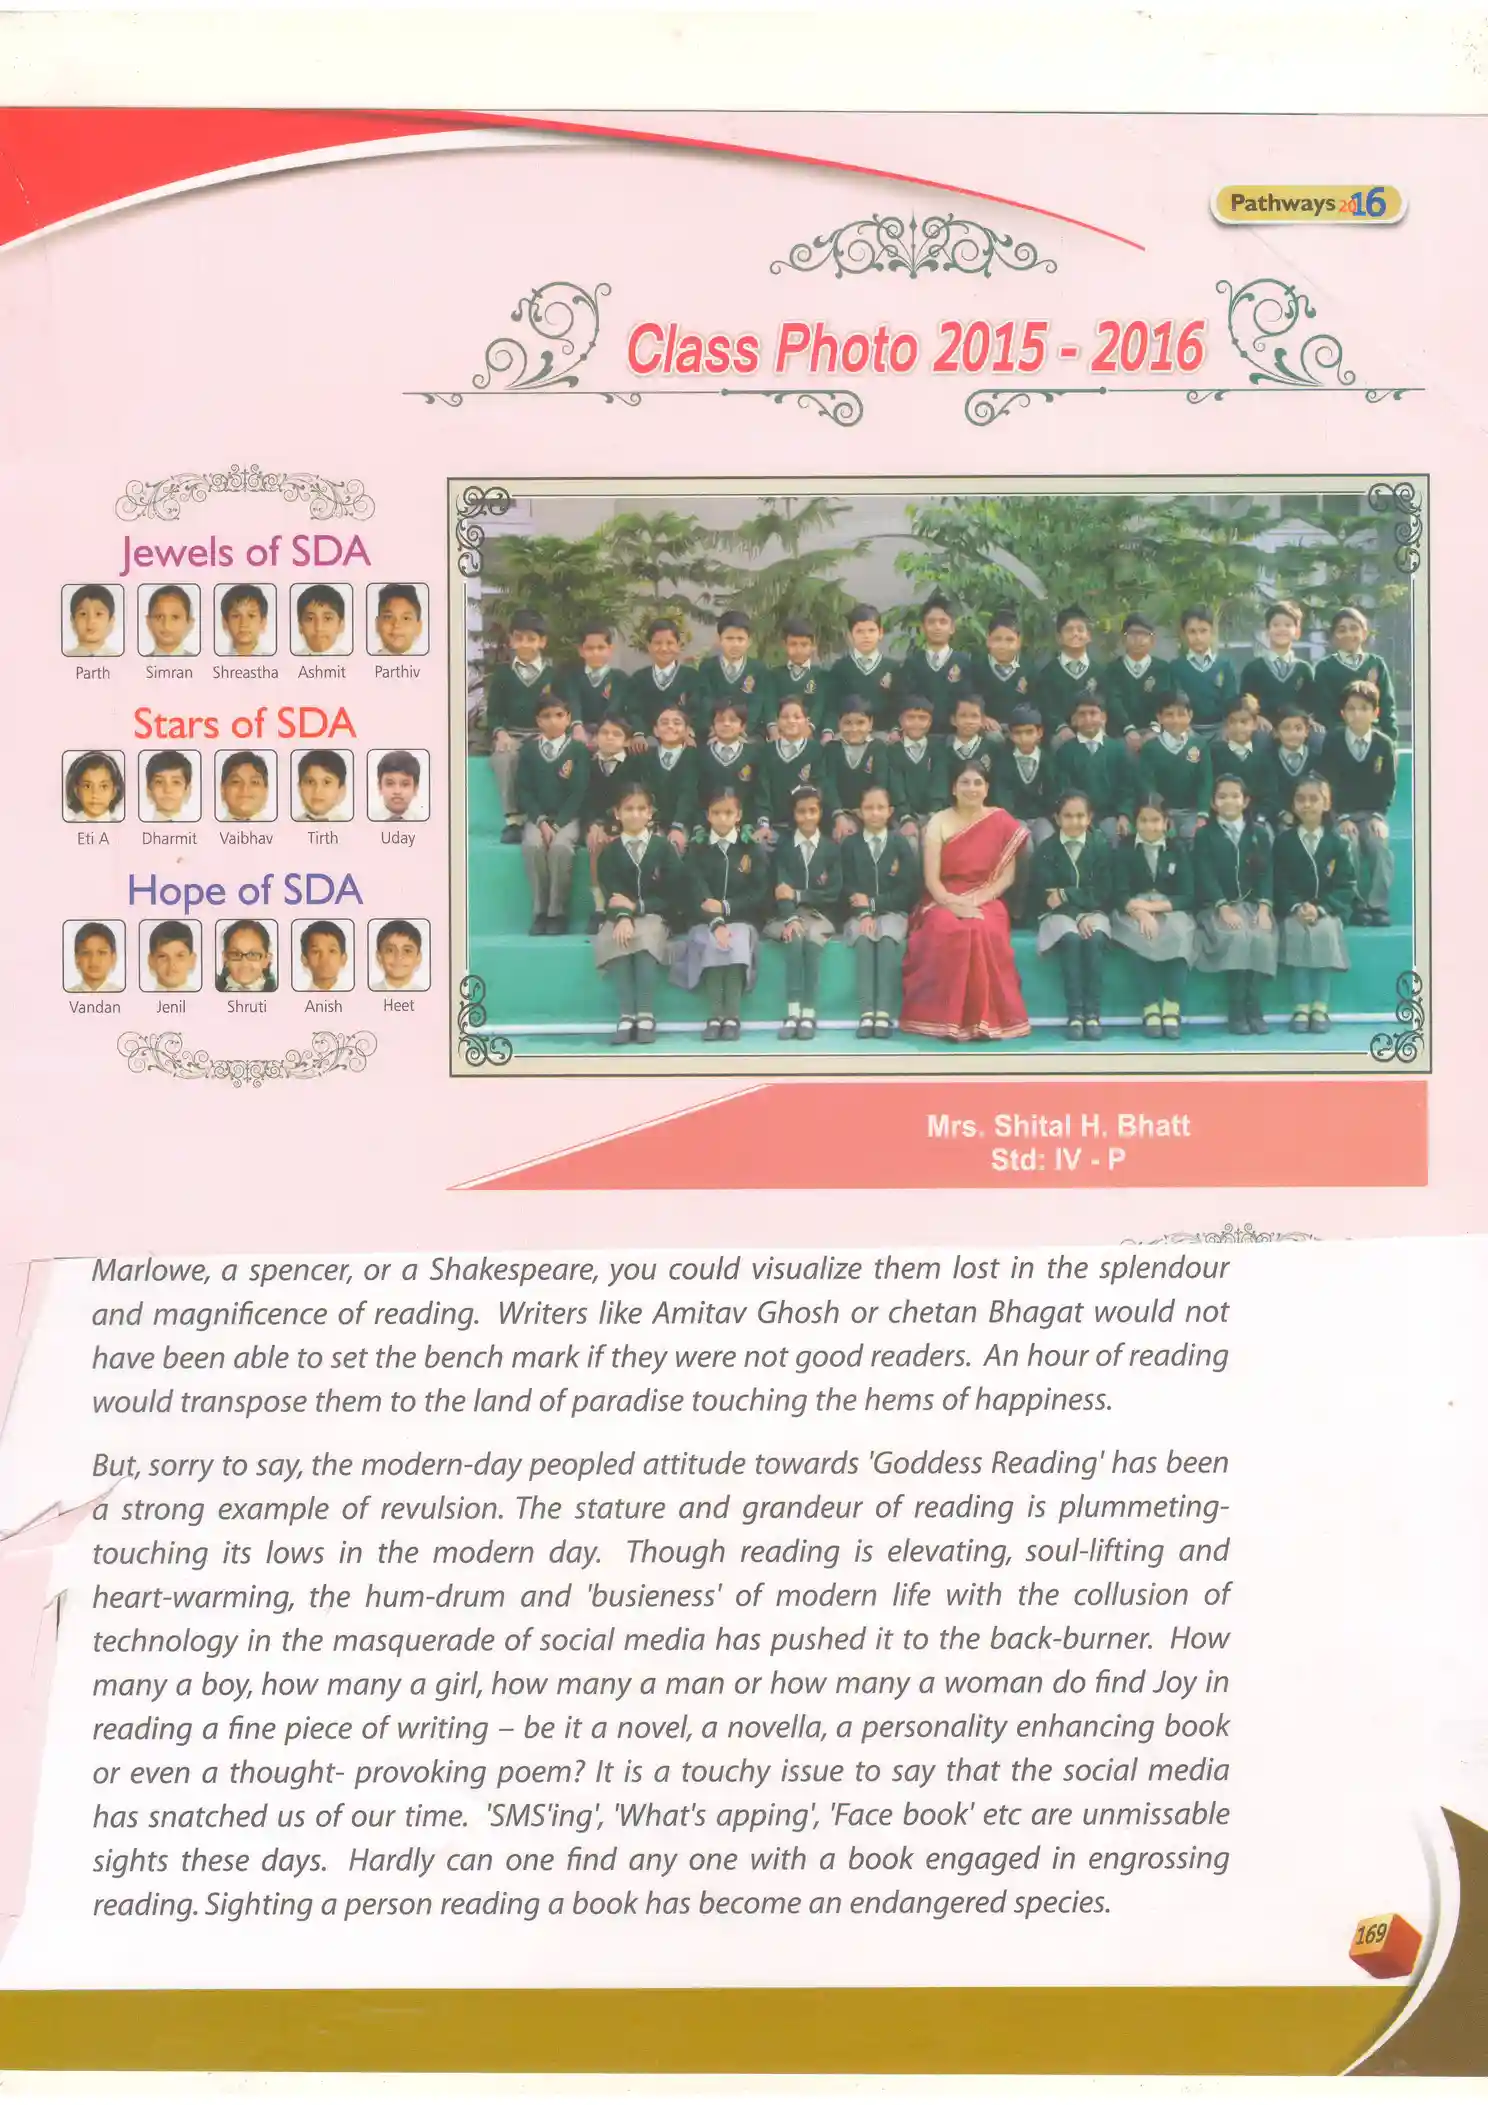 Pathways 2016
Class Photo 2015 - 2016
Jewels of SDA
Parth Simran Shreastha Ashmit Parthiv
Stars of SDA
Eti A Dharmit Vaibhav Tirth Uday
Hope of SDA
Vandan Jenil Shruti Anish Heet
Mrs. Shital H. Bhatt
Std: IV - P
Marlowe, a spencer, or a Shakespeare, you could visualize them lost in the splendour
and magnificence of reading. Writers like Amitav Ghosh or chetan Bhagat would not
have been able to set the bench mark if they were not good readers. An hour of reading
would transpose them to the land of paradise touching the hems of happiness.
But, sorry to say, the modern-day peopled attitude towards 'Goddess Reading' has been
a strong example of revulsion. The stature and grandeur of reading is plummeting-
touching its lows in the modern day. Though reading is elevating, soul-lifting and
heart-warming, the hum-drum and 'busieness' of modern life with the collusion of
technology in the masquerade of social media has pushed it to the back-burner. How
many a boy, how many a girl, how many a man or how many a woman do find Joy in
reading a fine piece of writing – be it a novel, a novella, a personality enhancing book
or even a thought- provoking poem? It is a touchy issue to say that the social media
has snatched us of our time. 'SMS'ing', 'What's apping', 'Face book' etc are unmissable
sights these days. Hardly can one find any one with a book engaged in engrossing
reading. Sighting a person reading a book has become an endangered species.
169